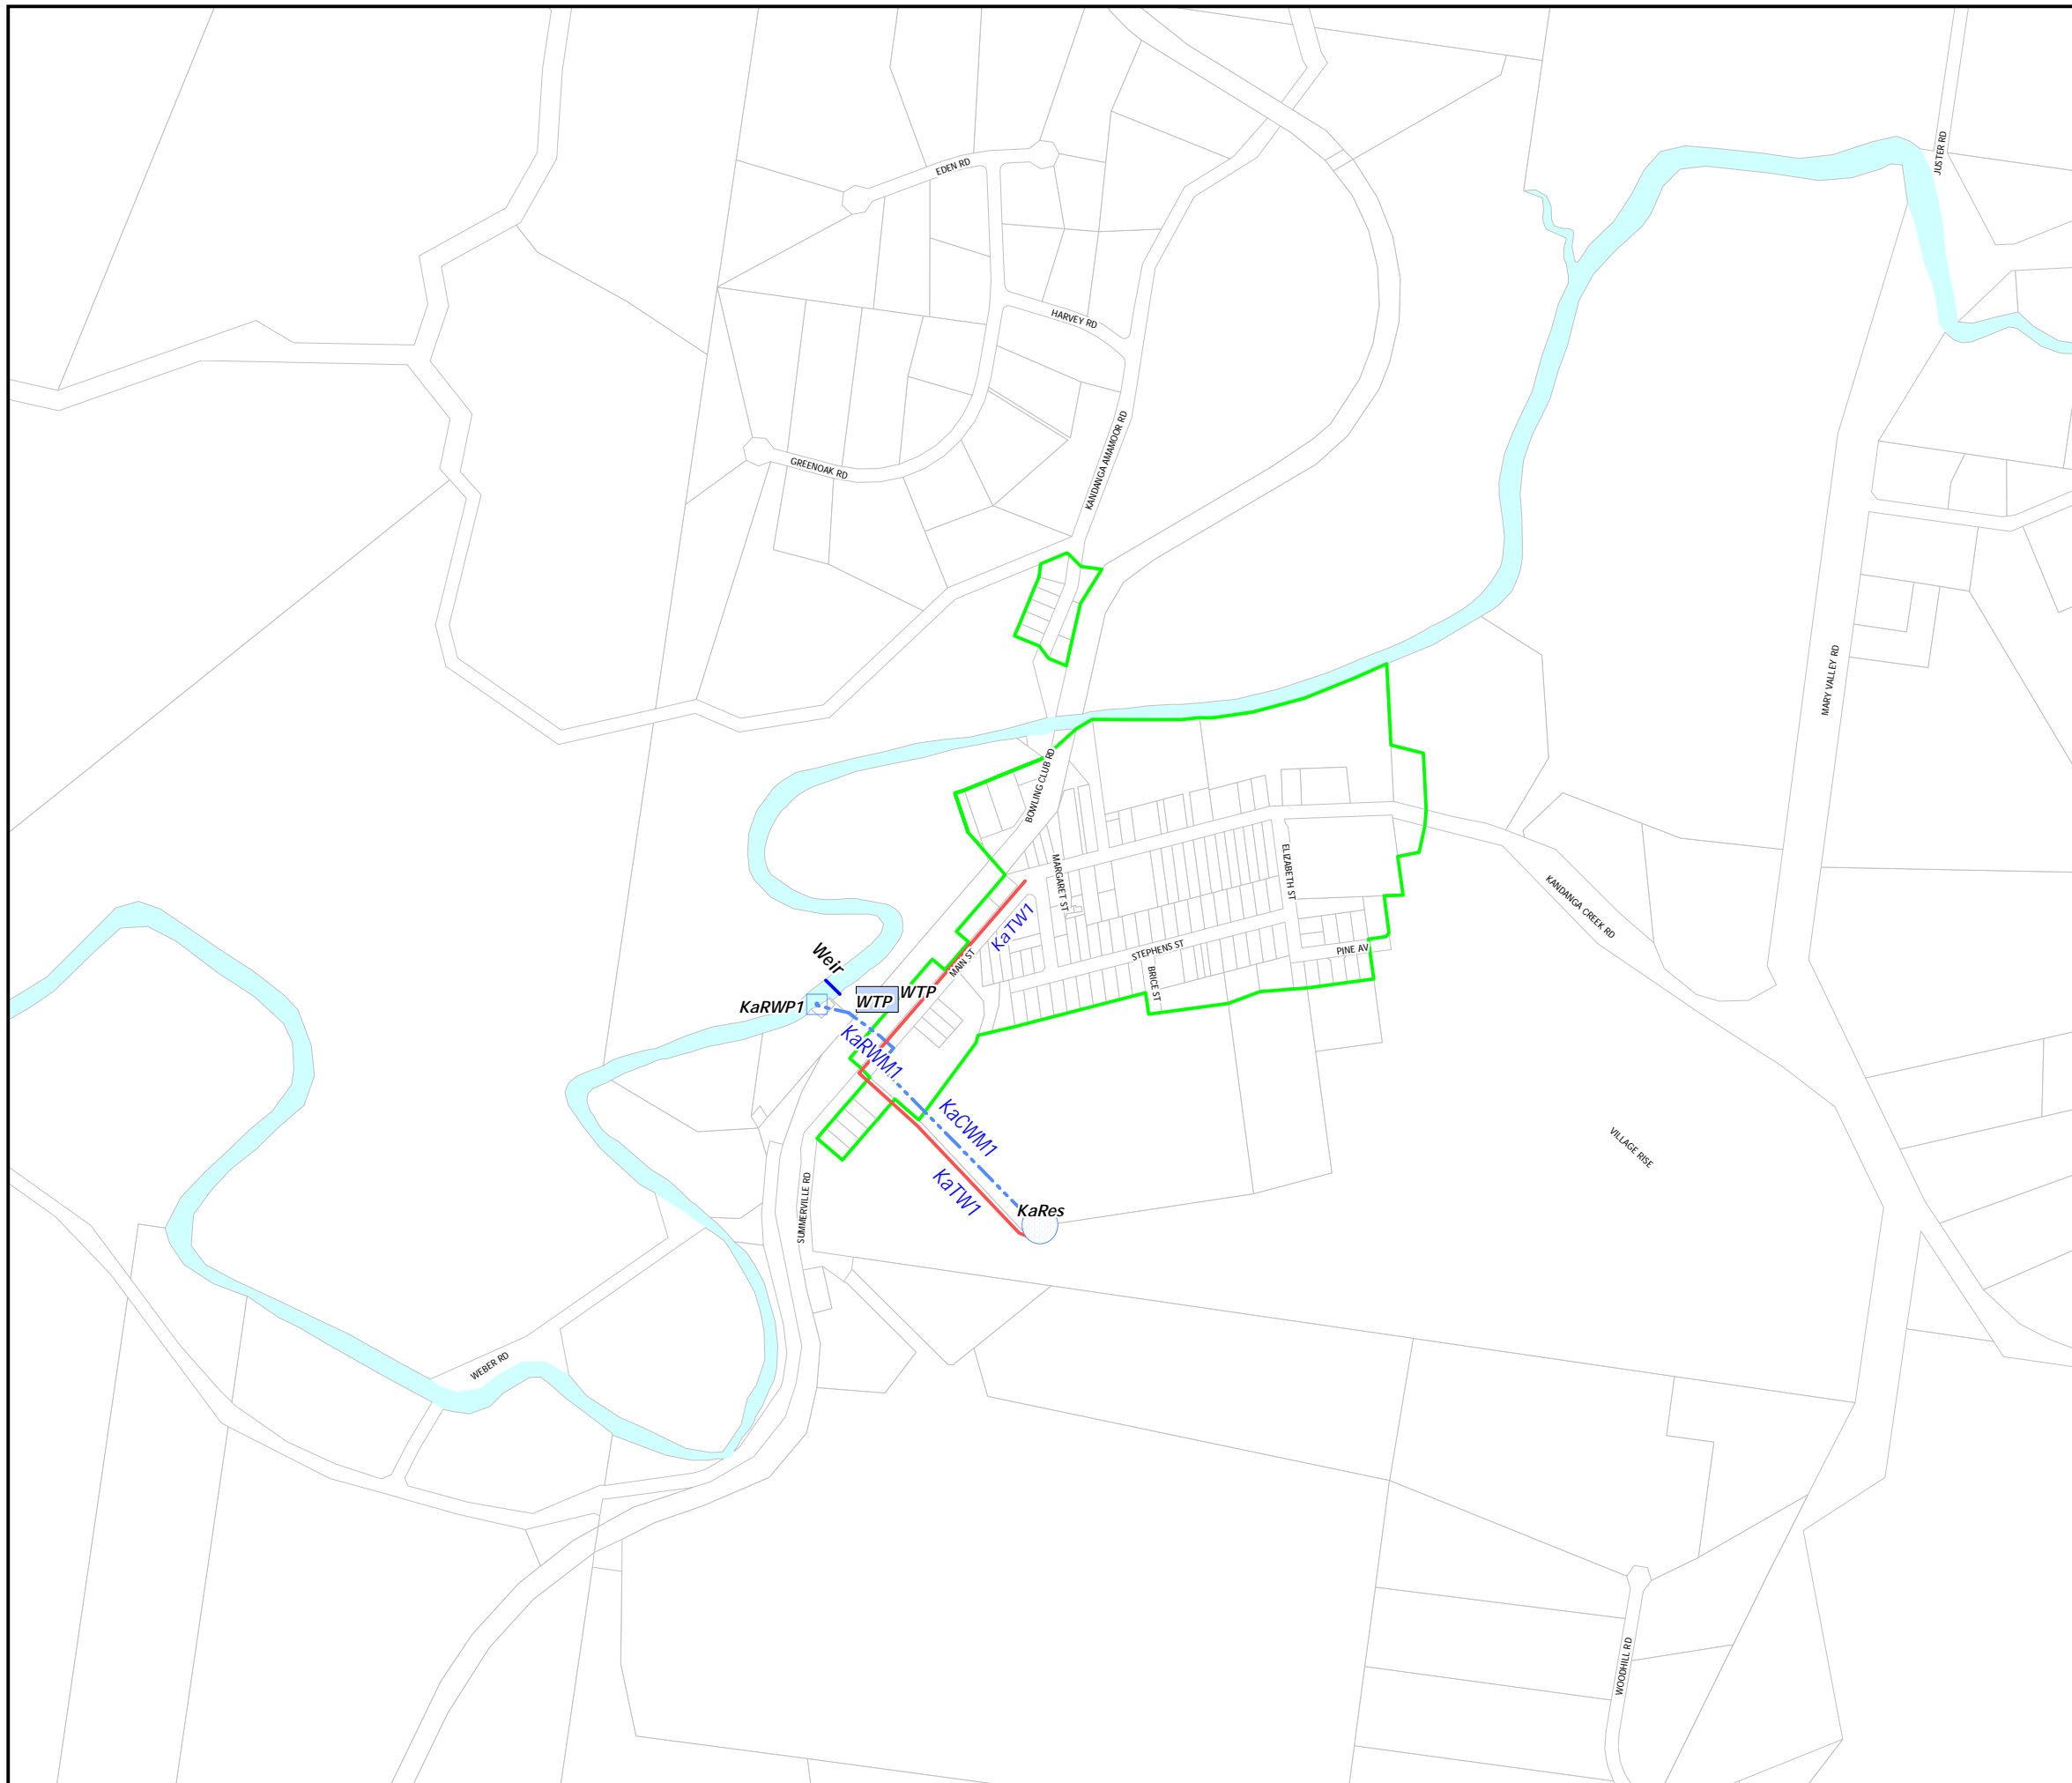 JUSTER RD
EDEN RD
HARVEY RD
KANDANGA AMAMOOR RD
GREENOAK RD
MARY VALLEY RD
BOWLING CLUB RD
MARGARET ST
ELIZABETH ST
KANDANGA CREEK RD
KaTW1
STEPHENS ST
PINE AV
MAIN ST
BRICE ST
Weir
WTP
WTP
KaRWP1
KaRWM1
KaCWM1
VILLAGE RISE
KaTW1
SUMMERVILLE RD
KaRes
WEBER RD
WOODHILL RD